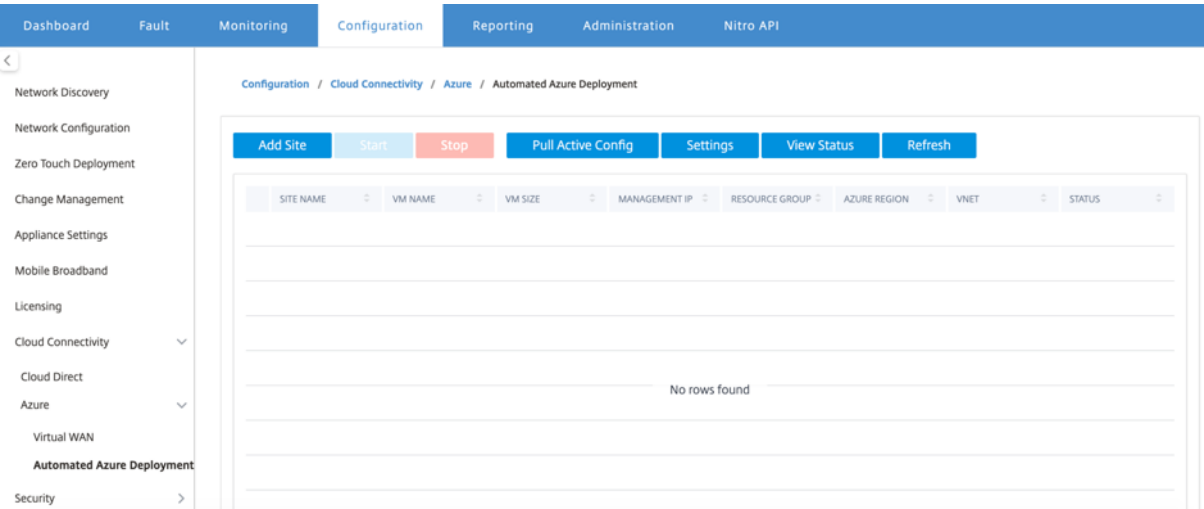 Dashboard Fault Monitoring Configuration Reporting Administration Nitro API
Configuration / Cloud Connectivity / Azure / Automated Azure Deployment
Network Discovery
Network Configuration
Zero Touch Deployment
Change Management
Appliance Settings
Mobile Broadband
Licensing
Cloud Connectivity
Cloud Direct
Azure
Virtual WAN
Automated Azure Deployment
Security
Add Site Start Stop Pull Active Config Settings View Status Refresh
SITE NAME VM NAME VM SIZE MANAGEMENT IP RESOURCE GROUP AZURE REGION VNET STATUS
No rows found